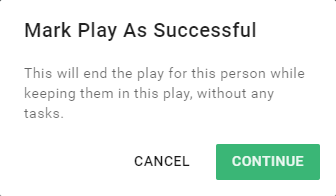 Mark Play As Successful
This will end the play for this person while
keeping them in this play, without any
tasks.
CANCEL CONTINUE